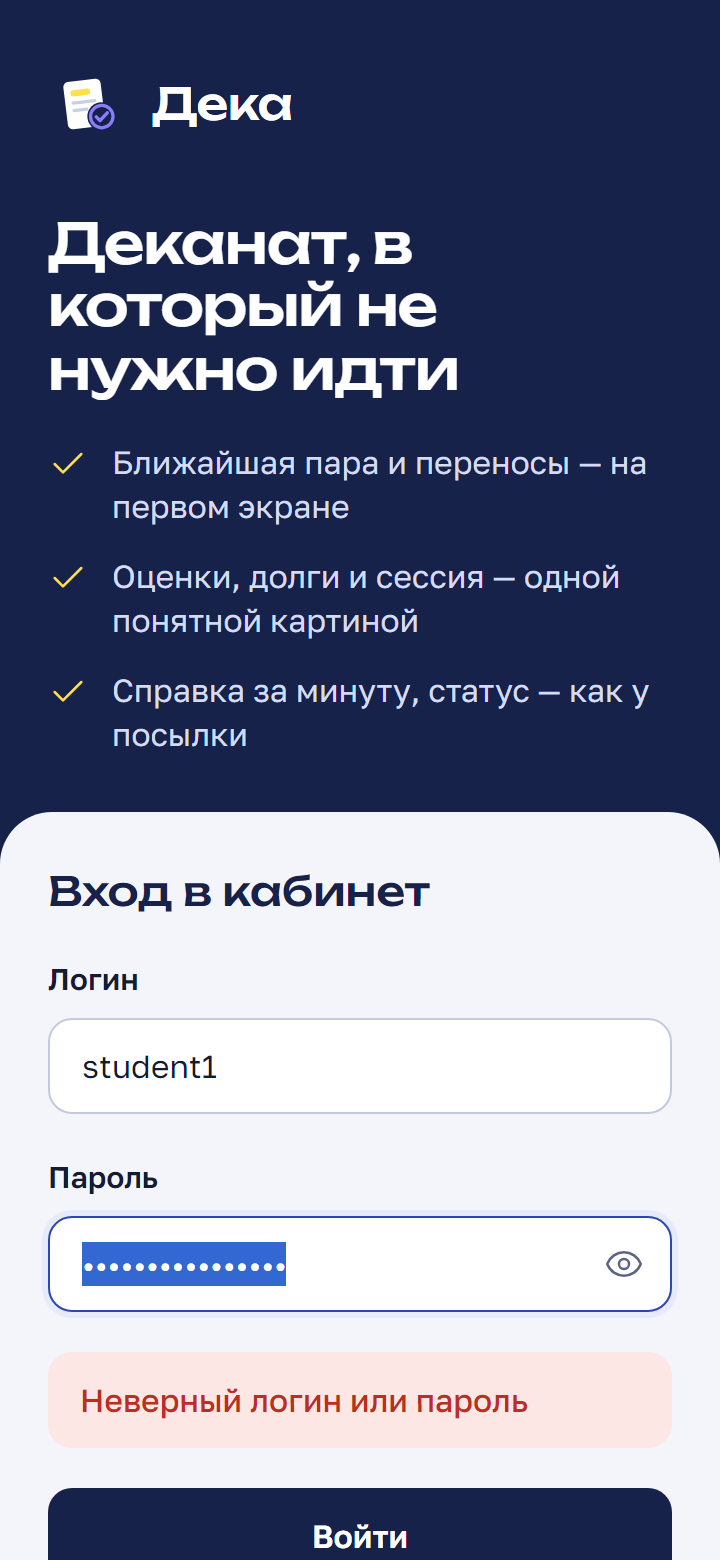 Дека
Деканат, в
который не
нужно идти
Ближайшая пара и переносы — на
первом экране
Оценки, долги и сессия — одной
понятной картиной
Справка за минуту, статус — как у
посылки
Вход в кабинет
Логин
student1
Пароль
••••••••••••••••
Неверный логин или пароль
Войти